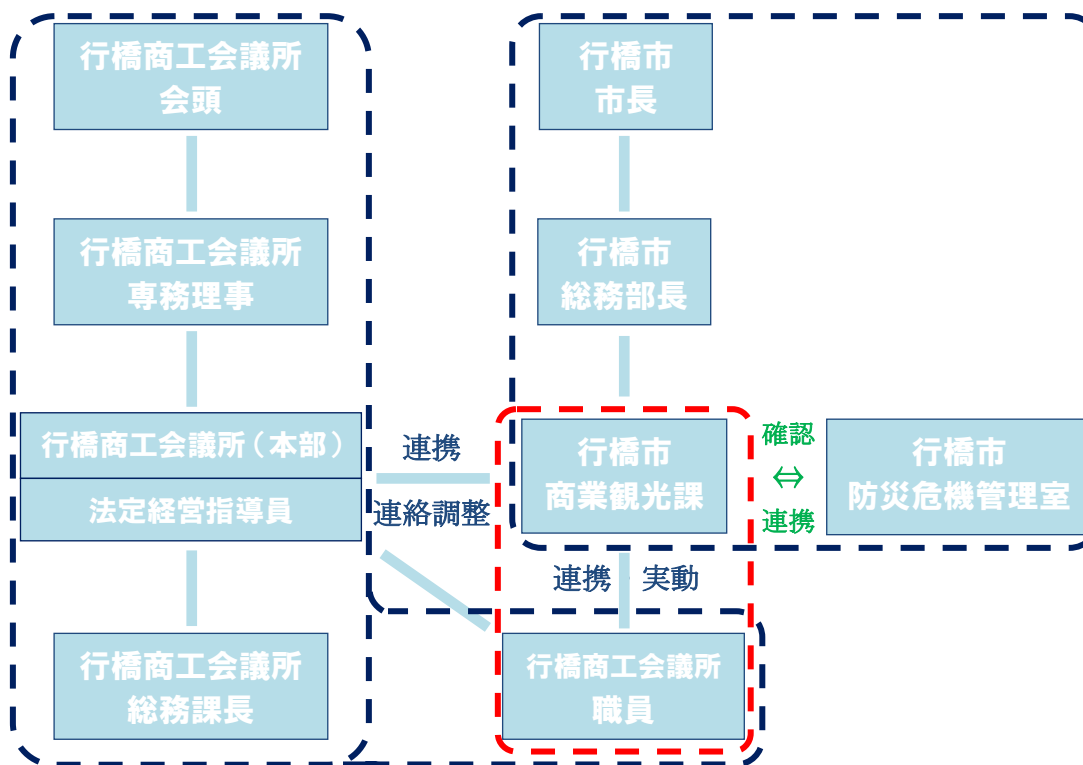 行橋商工会議所
会頭
行橋市
市長
行橋商工会議所
専務理事
行橋市
総務部長
行橋商工会議所（本部）
法定経営指導員
連携
連絡調整
行橋市
商業観光課
確認
⇔
連携
行橋市
防災危機管理室
連携・実動
行橋商工会議所
総務課長
行橋商工会議所
職員